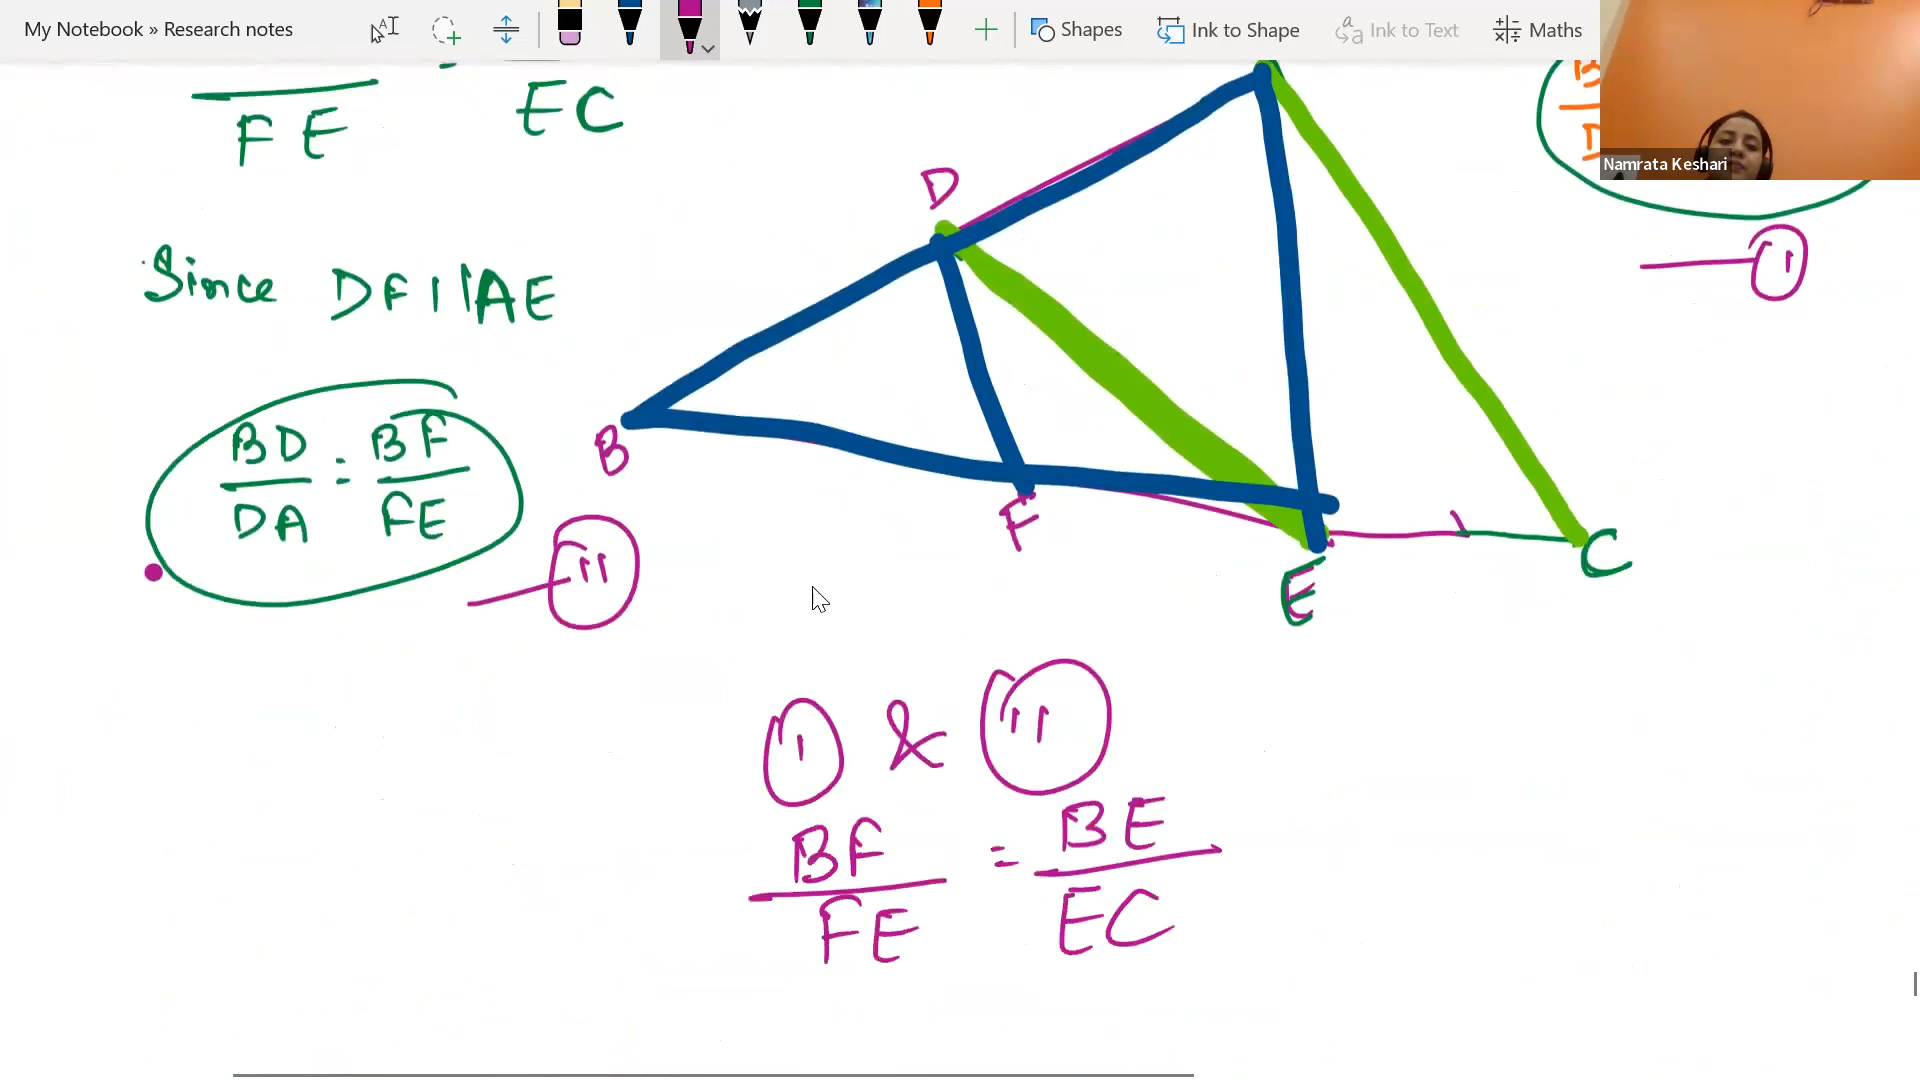 My Notebook » Research notes
Shapes
Ink to Shape
Ink to Text
Maths
Namrata Keshari
FE
EC
Since DF||AE
BD = BF
DA FE
(ii)
D
B
F
E
C
(i)
(i) & (ii)
BF = BE
FE EC